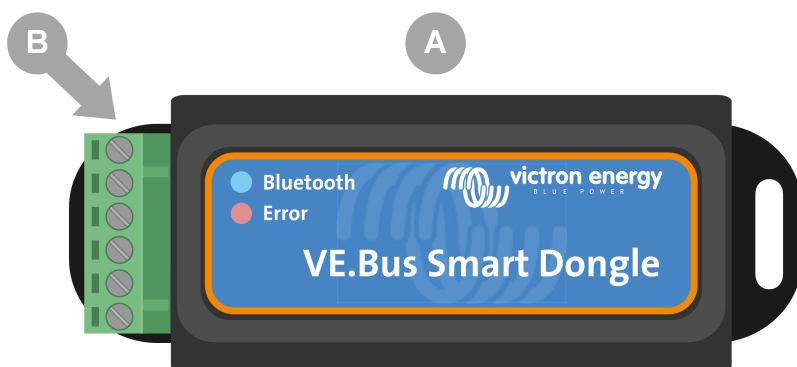 B
A
Bluetooth
Error
victron energy
BLUE POWER
VE.Bus Smart Dongle